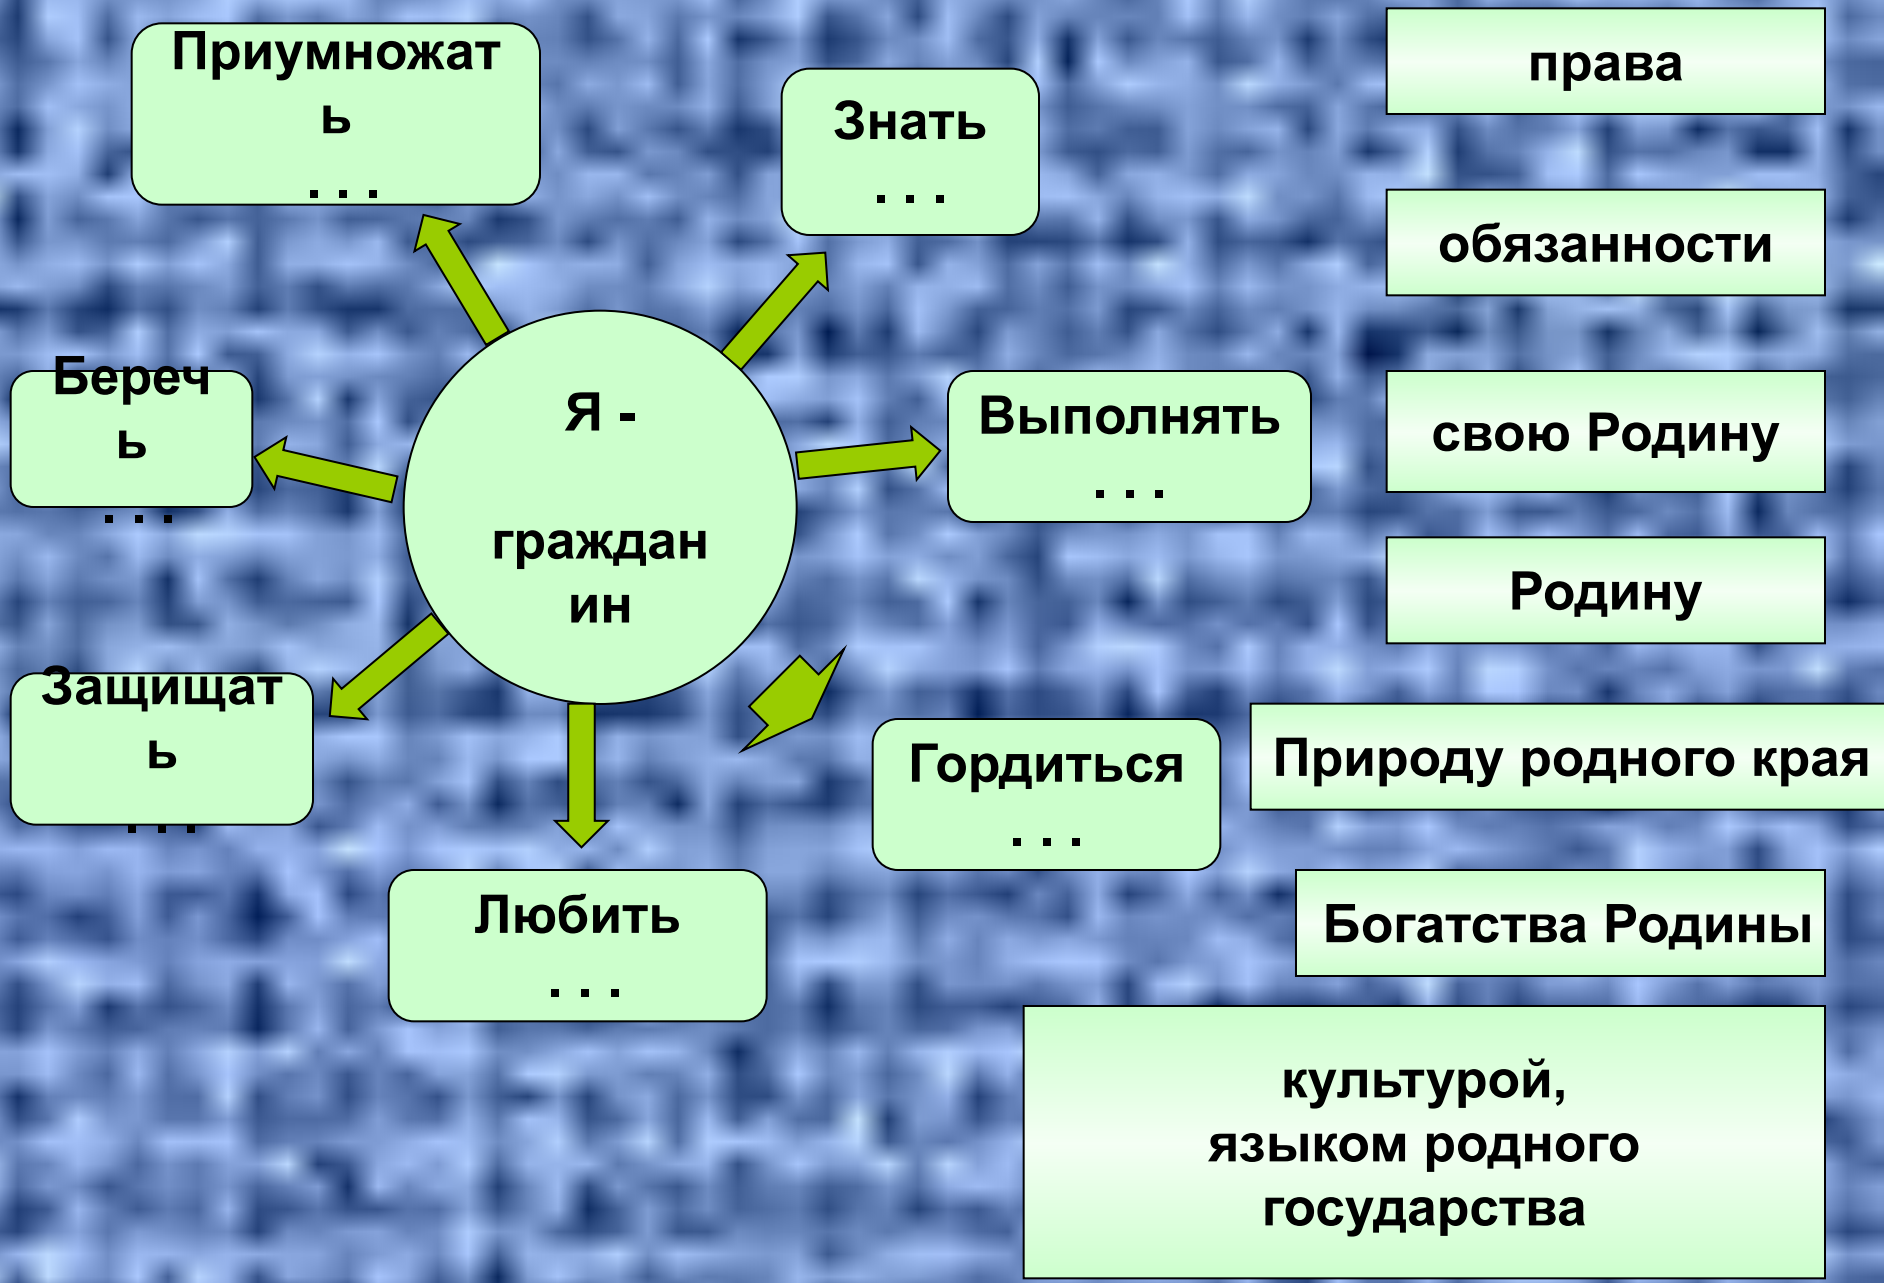 Приумножат
ь
. . .
Знать
. . .
Береч
ь
. . .
Я -
граждан
ин
Выполнять
. . .
Защищат
ь
. . .
Гордиться
. . .
Любить
. . .
права
обязанности
свою Родину
Родину
Природу родного края
Богатства Родины
культурой,
языком родного
государства